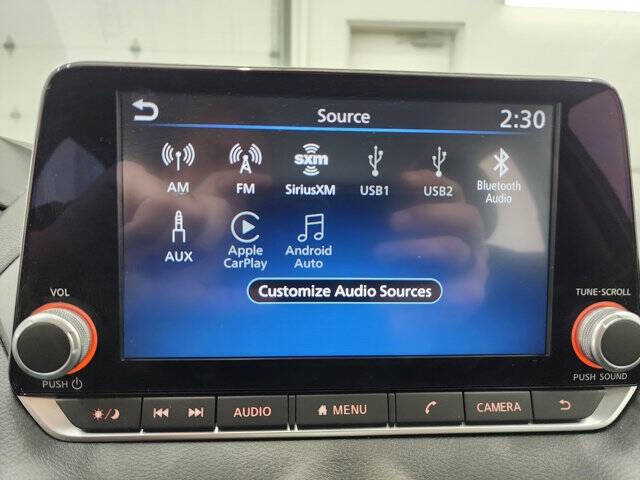 Source
2:30
AM
FM
sxm
SiriusXM
USB1
USB2
Bluetooth
Audio
AUX
Apple
CarPlay
Android
Auto
Customize Audio Sources
VOL
PUSH
TUNE·SCROLL
PUSH SOUND
AUDIO
MENU
CAMERA